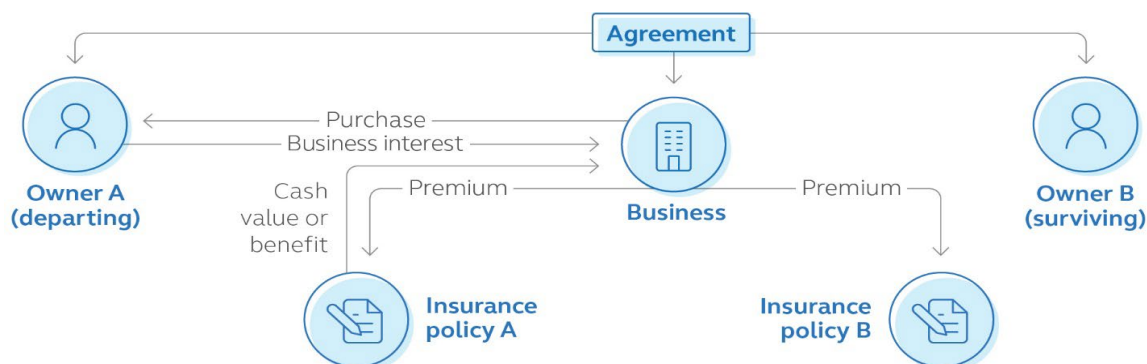 Agreement
Purchase
Business interest
Owner A
(departing)
Cash
value or
benefit
Premium
Business
Premium
Owner B
(surviving)
Insurance
policy A
Insurance
policy B